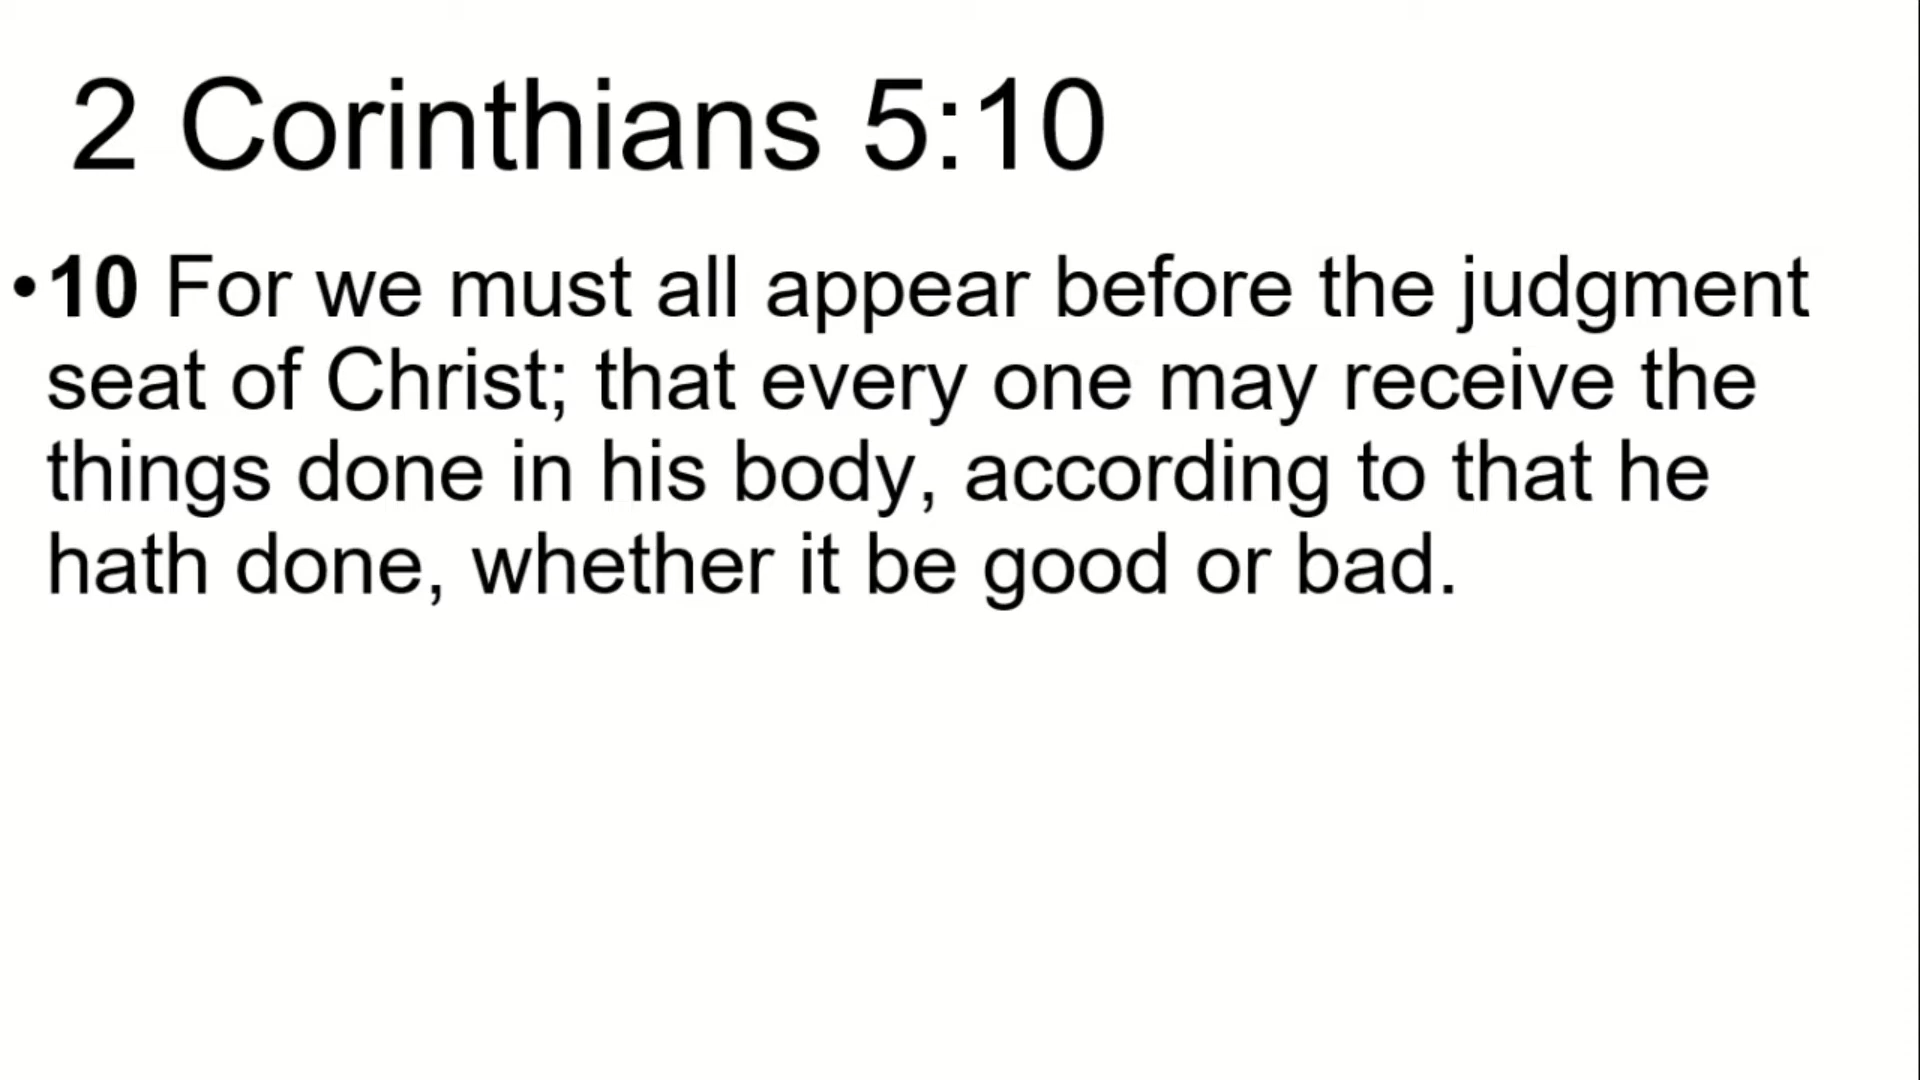 2 Corinthians 5:10
•10 For we must all appear before the judgment
seat of Christ; that every one may receive the
things done in his body, according to that he
hath done, whether it be good or bad.